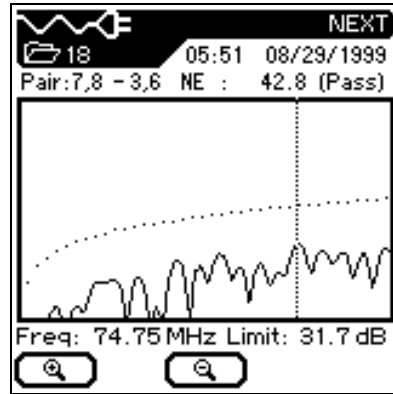 NEXT
18 05:51 08/29/1999
Pair:7,8 - 3,6 NE : 42.8 (Pass)
Freq: 74.75 MHz Limit: 31.7 dB